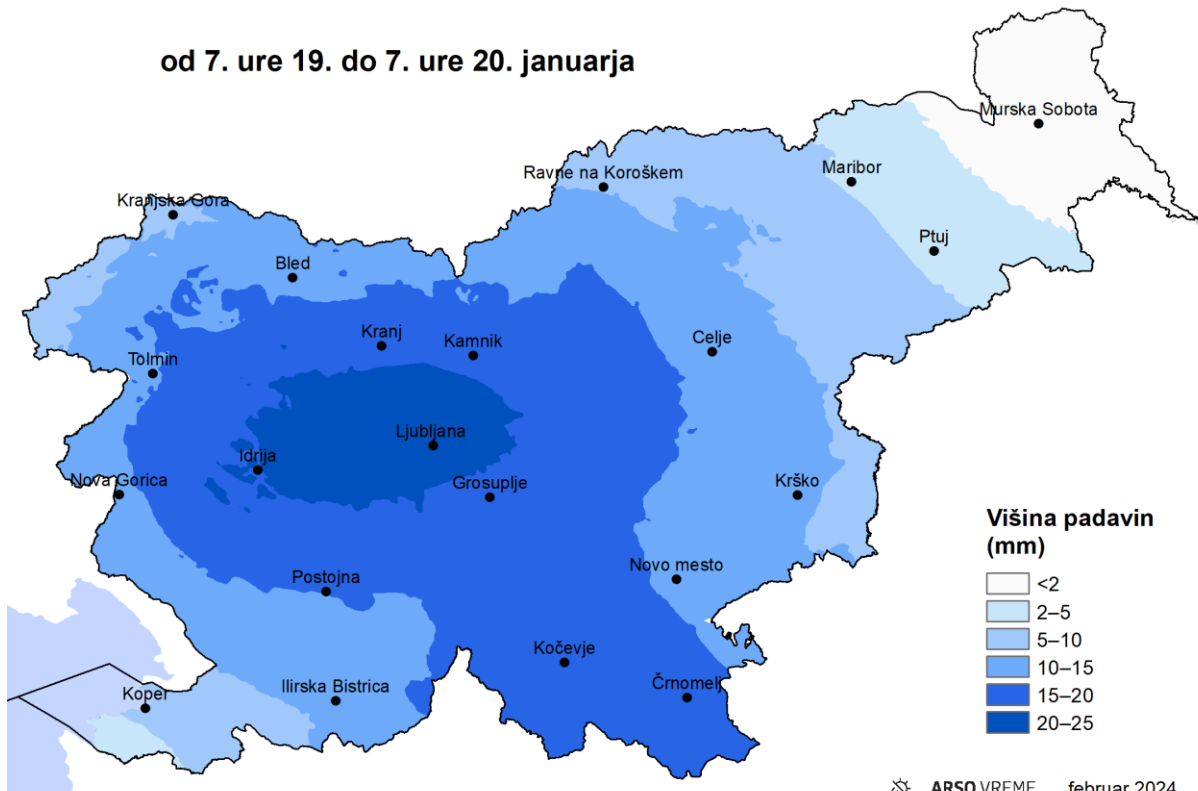 od 7. ure 19. do 7. ure 20. januarja
Murska Sobota
Ravne na Koroškem
Maribor
Kranjska Gora
Ptuj
Bled
Kranj
Kamnik
Celje
Tolmin
Ljubljana
Idrija
Nova Gorica
Grosuplje
Krško
Višina padavin
(mm)
<2
2–5
5–10
10–15
15–20
20–25
Novo mesto
Postojna
Kočevje
Koper
Ilirska Bistrica
Črnomelj
ARSO VREME februar 2024